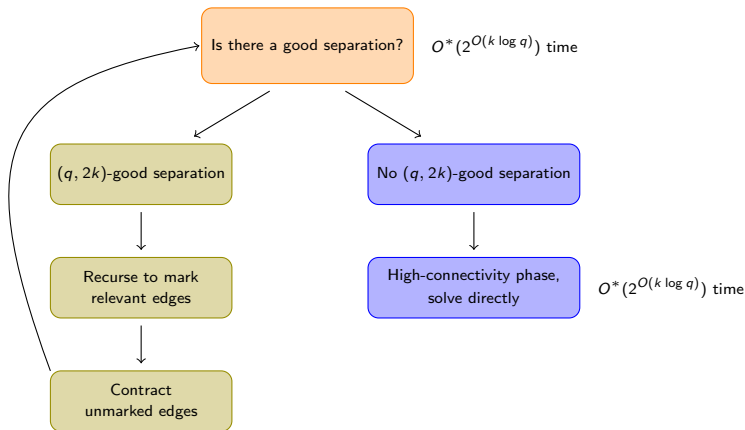 Is there a good separation?
O*(2^{O(k log q)}) time
(q, 2k)-good separation
No (q, 2k)-good separation
Recurse to mark
relevant edges
High-connectivity phase,
solve directly
O*(2^{O(k log q)}) time
Contract
unmarked edges